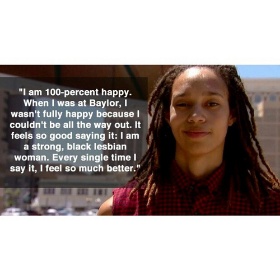 "I am 100-percent happy.
When I was at Baylor, I
wasn't fully happy because I
couldn't be all the way out. It
feels so good saying it: I am
a strong, black lesbian
woman. Every single time I
say it, I feel so much better."